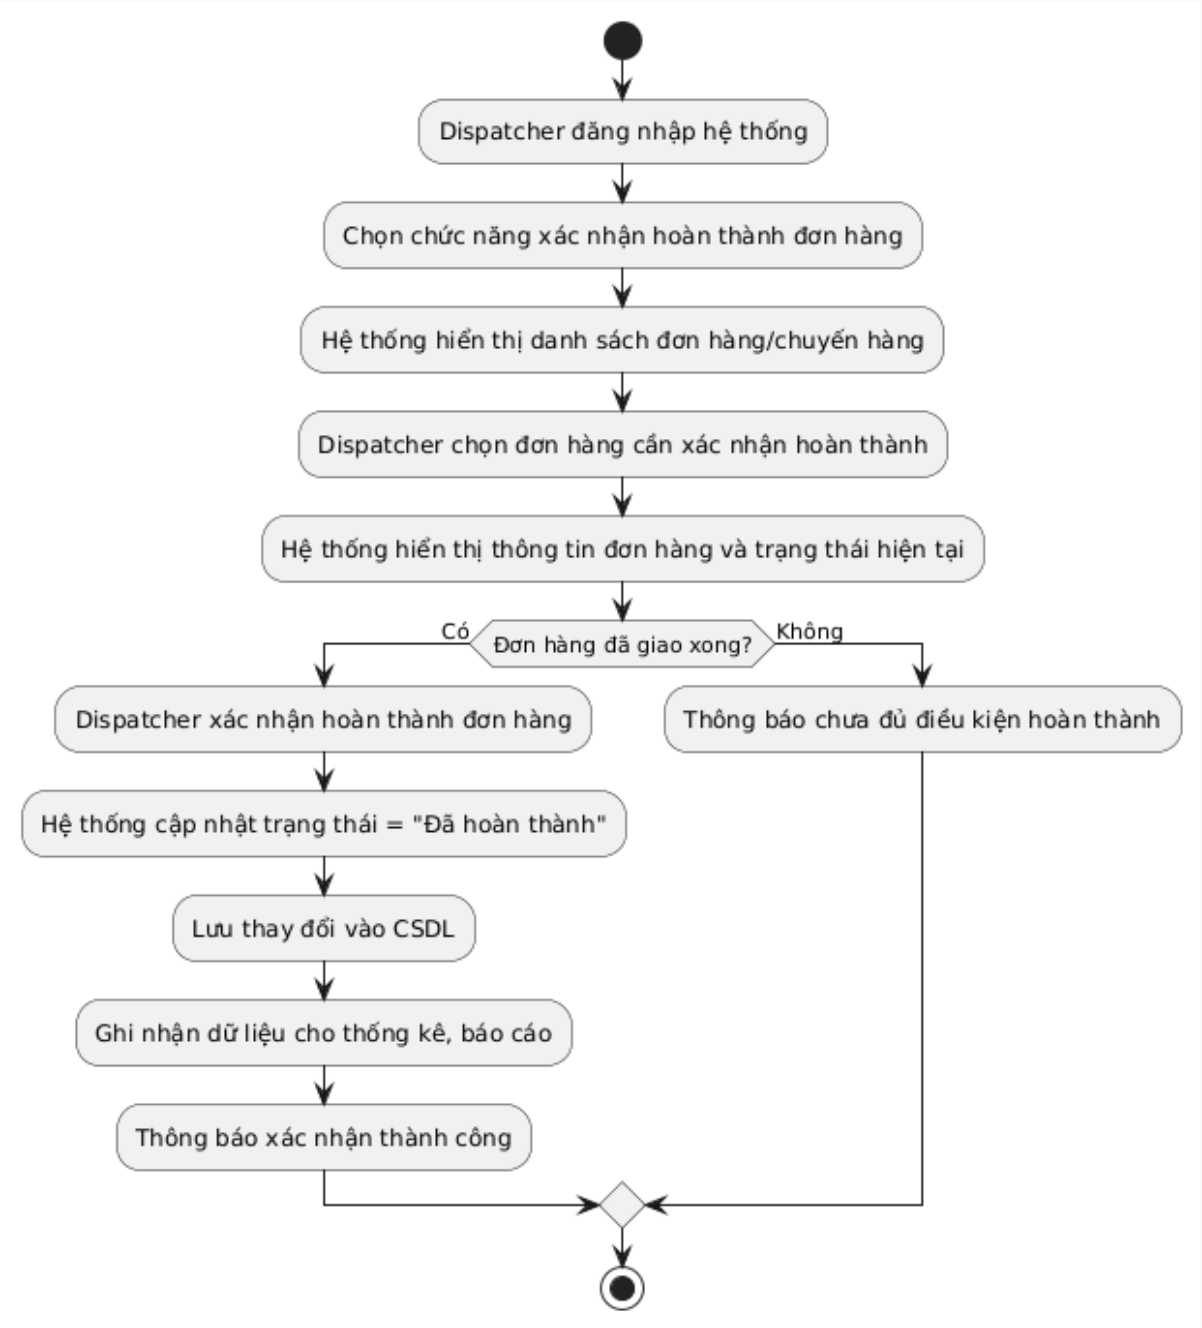 Dispatcher đăng nhập hệ thống
Chọn chức năng xác nhận hoàn thành đơn hàng
Hệ thống hiển thị danh sách đơn hàng/chuyến hàng
Dispatcher chọn đơn hàng cần xác nhận hoàn thành
Hệ thống hiển thị thông tin đơn hàng và trạng thái hiện tại
Có
Đơn hàng đã giao xong?
Không
Dispatcher xác nhận hoàn thành đơn hàng
Thông báo chưa đủ điều kiện hoàn thành
Hệ thống cập nhật trạng thái = "Đã hoàn thành"
Lưu thay đổi vào CSDL
Ghi nhận dữ liệu cho thống kê, báo cáo
Thông báo xác nhận thành công